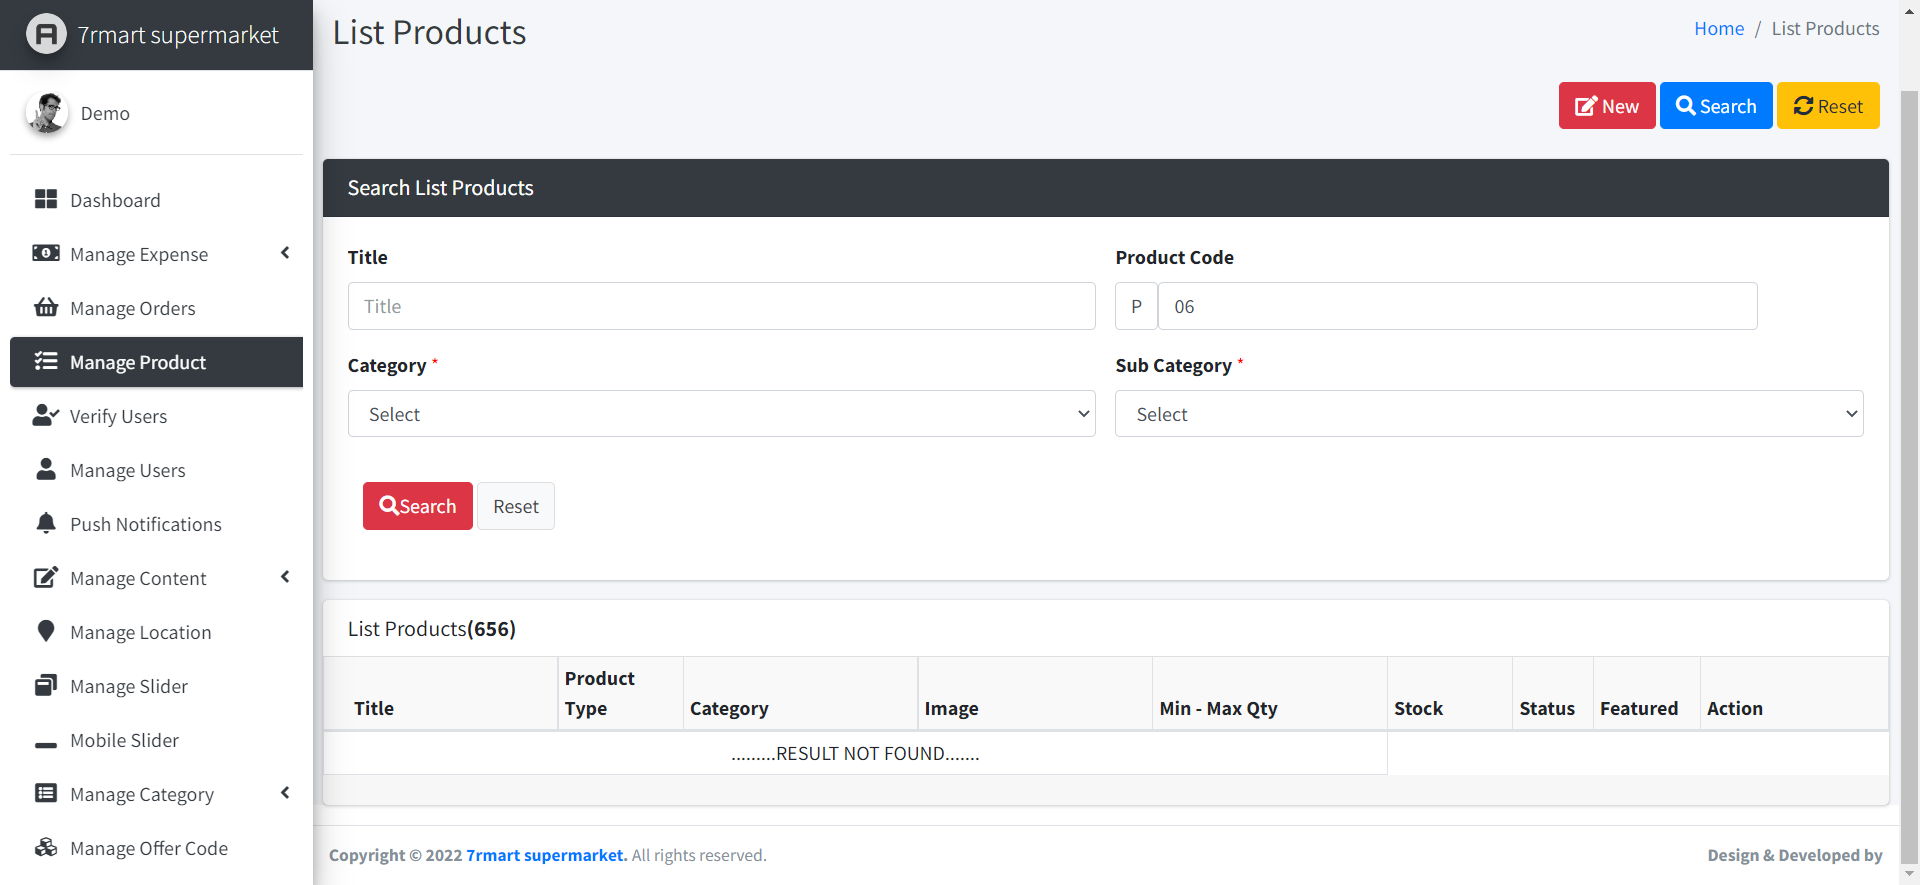 7rmart supermarket
Demo
Dashboard
Manage Expense
Manage Orders
Manage Product
Verify Users
Manage Users
Push Notifications
Manage Content
Manage Location
Manage Slider
Mobile Slider
Manage Category
Manage Offer Code
List Products
Home / List Products
New Search Reset
Search List Products
Title Product Code
Title P 06
Category * Sub Category *
Select Select
Search Reset
List Products(656)
Title Product Type Category Image Min - Max Qty Stock Status Featured Action
.........RESULT NOT FOUND.......
Copyright © 2022 7rmart supermarket. All rights reserved. Design & Developed by